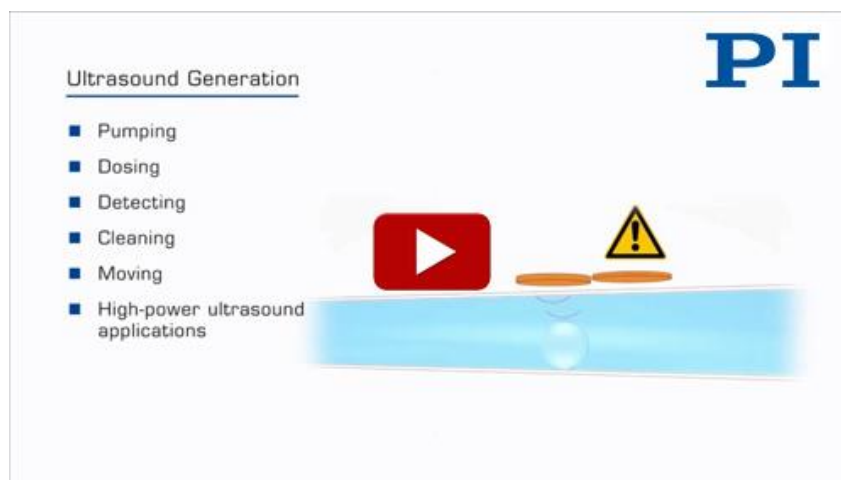 PI
Ultrasound Generation
Pumping
Dosing
Detecting
Cleaning
Moving
High-power ultrasound
applications
!